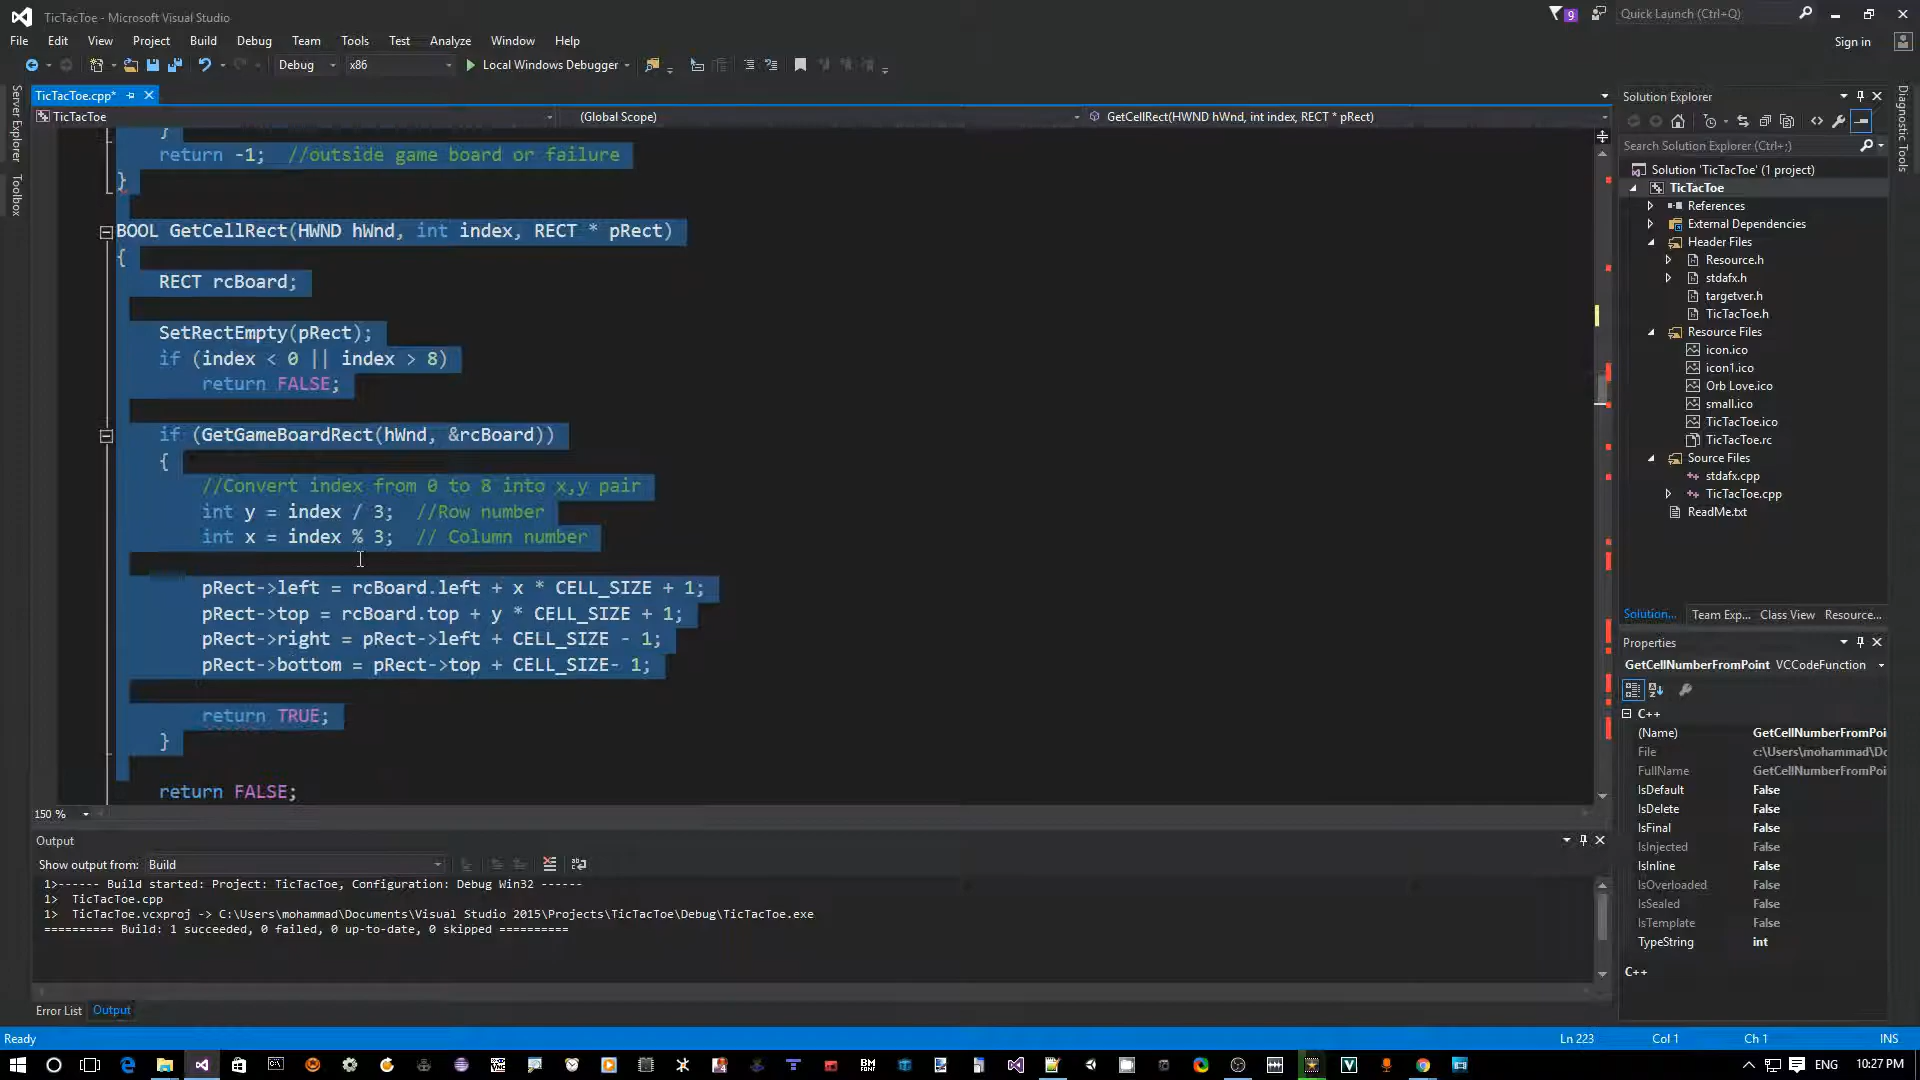 TicTacToe - Microsoft Visual Studio
9
Quick Launch (Ctrl+Q)
File Edit View Project Build Debug Team Tools Test Analyze Window Help
Sign in
Debug x86 Local Windows Debugger
Server Explorer
Toolbox
TicTacToe.cpp*
TicTacToe (Global Scope) GetCellRect(HWND hWnd, int index, RECT * pRect)
}
return -1;  //outside game board or failure
}
BOOL GetCellRect(HWND hWnd, int index, RECT * pRect)
{
RECT rcBoard;
SetRectEmpty(pRect);
if (index < 0 || index > 8)
return FALSE;
if (GetGameBoardRect(hWnd, &rcBoard))
{
//Convert index from 0 to 8 into x,y pair
int y = index / 3;  //Row number
int x = index % 3;  // Column number
pRect->left = rcBoard.left + x * CELL_SIZE + 1;
pRect->top = rcBoard.top + y * CELL_SIZE + 1;
pRect->right = pRect->left + CELL_SIZE - 1;
pRect->bottom = pRect->top + CELL_SIZE- 1;
return TRUE;
}
return FALSE;
150 %
Output
Show output from: Build
1>------ Build started: Project: TicTacToe, Configuration: Debug Win32 ------
1>  TicTacToe.cpp
1>  TicTacToe.vcxproj -> C:\Users\mohammad\Documents\Visual Studio 2015\Projects\TicTacToe\Debug\TicTacToe.exe
========== Build: 1 succeeded, 0 failed, 0 up-to-date, 0 skipped ==========
Error List Output
Solution Explorer
Search Solution Explorer (Ctrl+;)
Solution 'TicTacToe' (1 project)
TicTacToe
References
External Dependencies
Header Files
Resource.h
stdafx.h
targetver.h
TicTacToe.h
Resource Files
icon.ico
icon1.ico
Orb Love.ico
small.ico
TicTacToe.ico
TicTacToe.rc
Source Files
stdafx.cpp
TicTacToe.cpp
ReadMe.txt
Solution... Team Exp... Class View Resource...
Properties
GetCellNumberFromPoint VCCodeFunction
C++
(Name) GetCellNumberFromPoi
File c:\Users\mohammad\Do
FullName GetCellNumberFromPoi
IsDefault False
IsDelete False
IsFinal False
IsInjected False
IsInline False
IsOverloaded False
IsSealed False
IsTemplate False
TypeString int
C++
Diagnostic Tools
Ready Ln 223 Col 1 Ch 1 INS
BM
ENG 10:27 PM